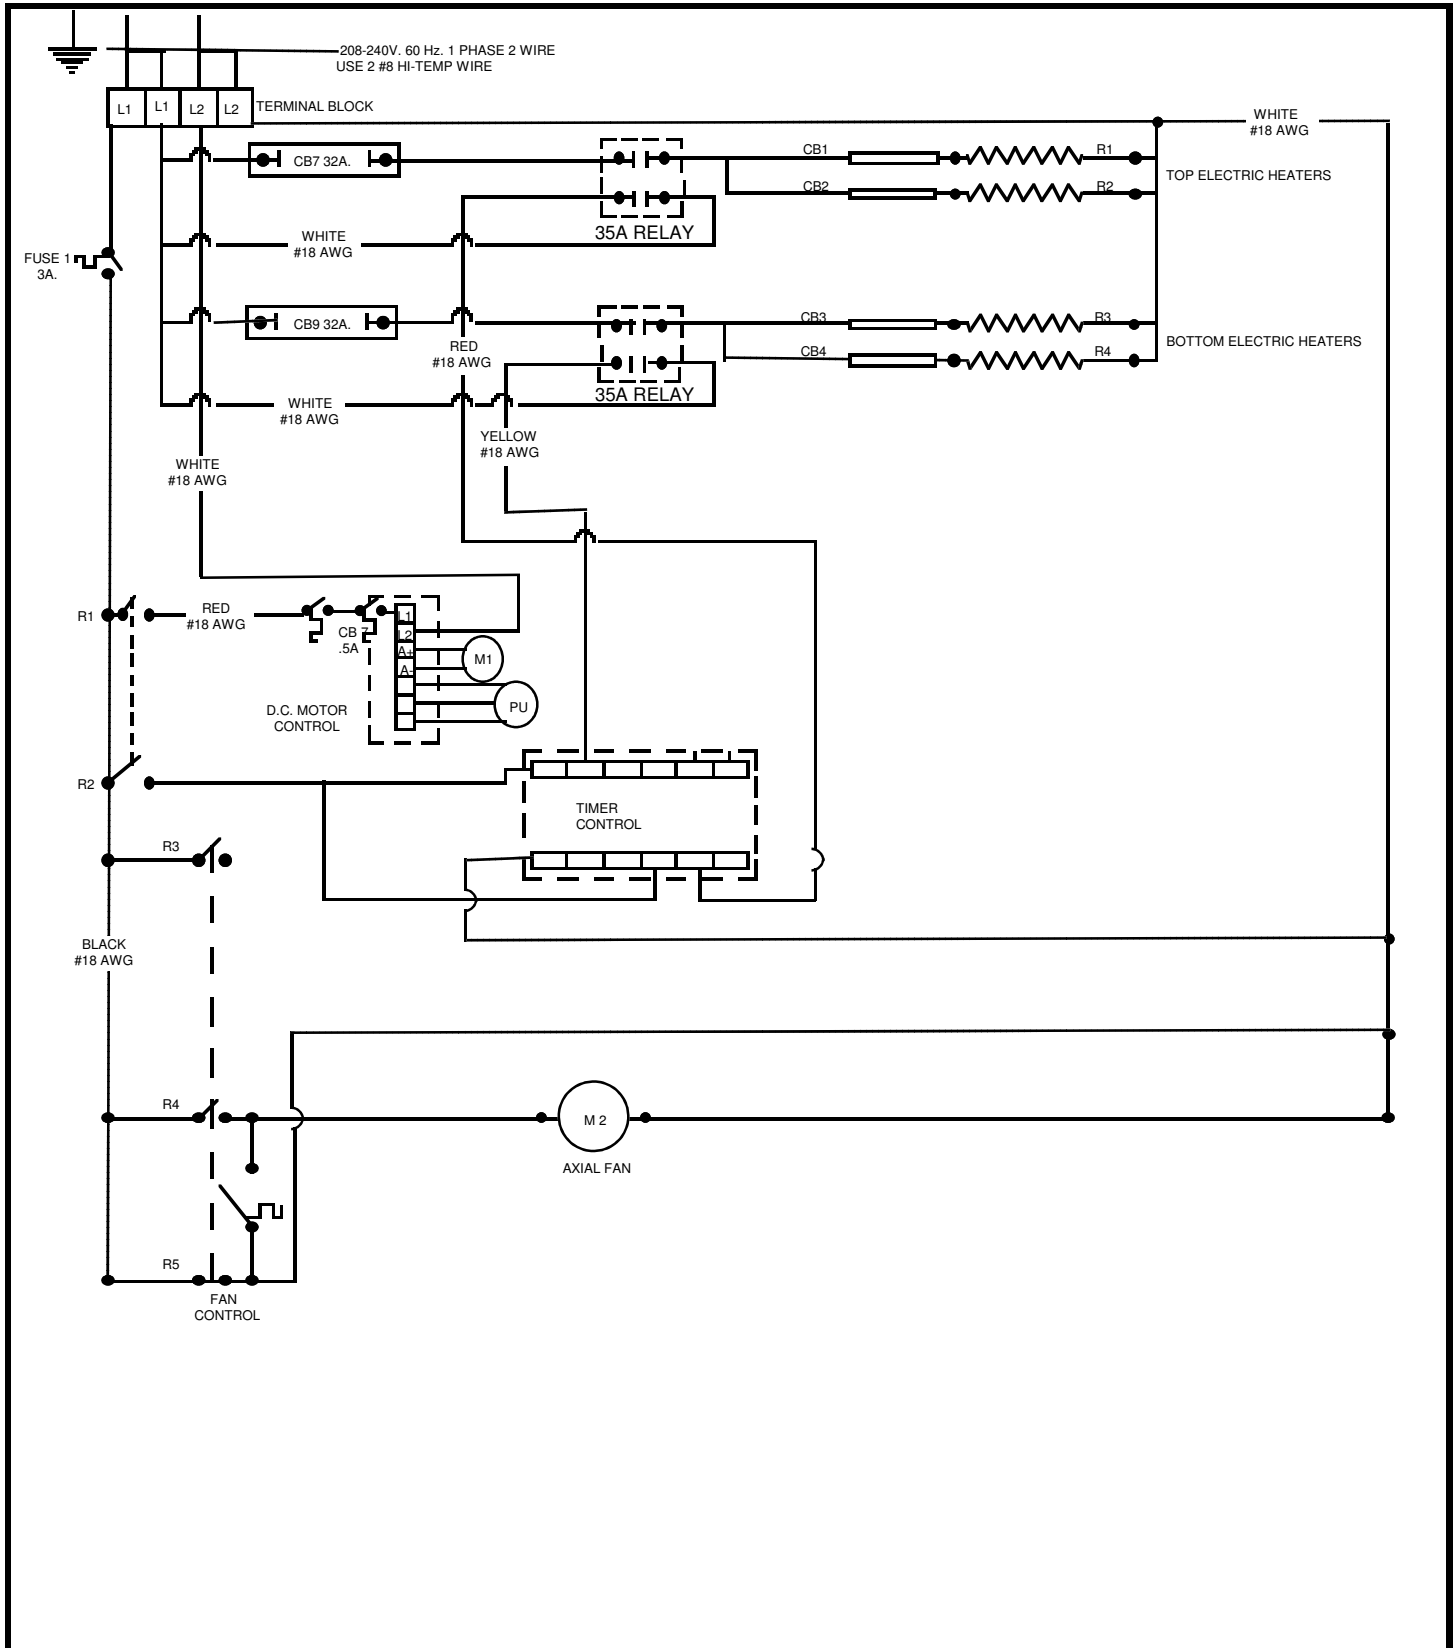 208-240V. 60 Hz. 1 PHASE 2 WIRE
USE 2 #8 HI-TEMP WIRE
L1
L1
L2
L2
TERMINAL BLOCK
WHITE
#18 AWG
CB7 32A.
CB1
R1
TOP ELECTRIC HEATERS
CB2
R2
35A RELAY
WHITE
#18 AWG
FUSE 1
3A.
CB9 32A.
CB3
R3
BOTTOM ELECTRIC HEATERS
RED
#18 AWG
CB4
R4
35A RELAY
WHITE
#18 AWG
YELLOW
#18 AWG
WHITE
#18 AWG
R1
RED
#18 AWG
CB 7
.5A
L1
L2
A+
A-
M1
PU
D.C. MOTOR
CONTROL
R2
TIMER
CONTROL
R3
BLACK
#18 AWG
R4
M 2
AXIAL FAN
R5
FAN
CONTROL